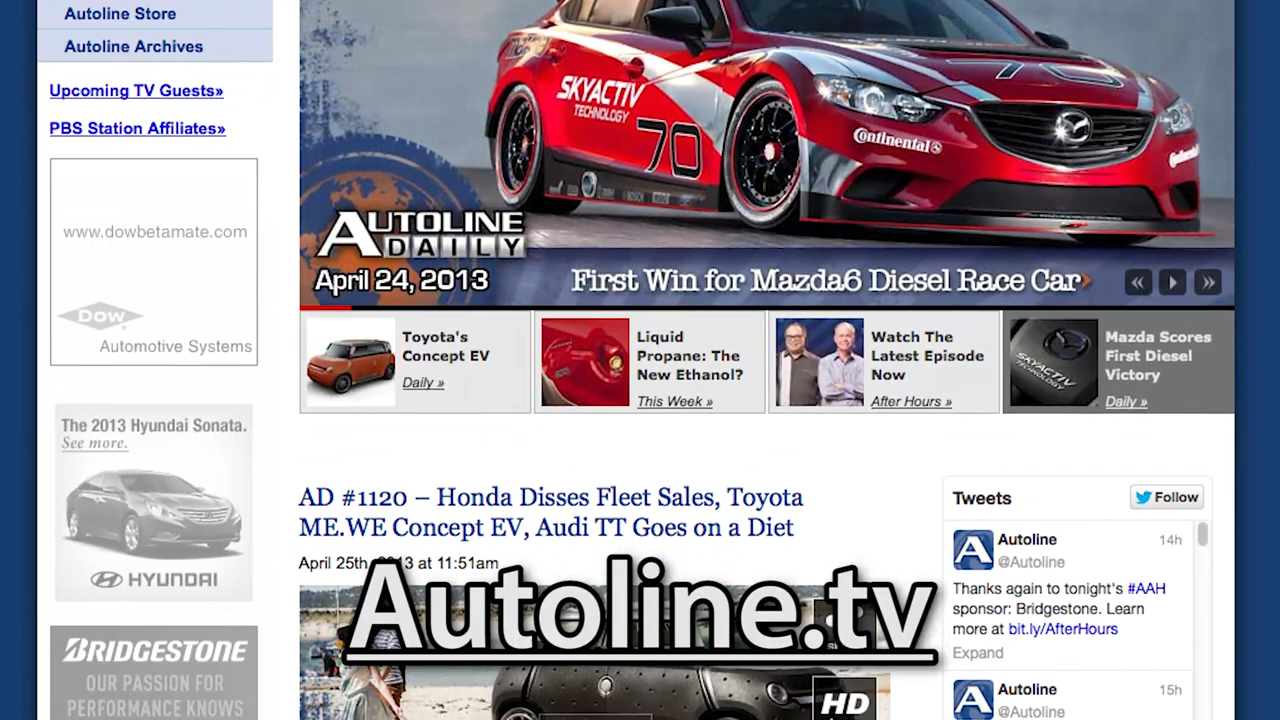 Autoline Store
Autoline Archives
Upcoming TV Guests»
PBS Station Affiliates»
www.dowbetamate.com
Dow
Automotive Systems
The 2013 Hyundai Sonata.
See more.
HYUNDAI
BRIDGESTONE
OUR PASSION FOR
PERFORMANCE KNOWS
SKYACTIV
TECHNOLOGY
70
70
Continental
AUTOLINE
DAILY
April 24, 2013
First Win for Mazda6 Diesel Race Car
Toyota's
Concept EV
Daily »
Liquid
Propane: The
New Ethanol?
This Week »
Watch The
Latest Episode
Now
After Hours »
SKYACTIV
TECHNOLOGY
Mazda Scores
First Diesel
Victory
Daily »
AD #1120 – Honda Disses Fleet Sales, Toyota
ME.WE Concept EV, Audi TT Goes on a Diet
April 25th, 2013 at 11:51am
Autoline.tv
HD
Tweets
Follow
Autoline
14h
@Autoline
Thanks again to tonight's #AAH
sponsor: Bridgestone. Learn
more at bit.ly/AfterHours
Expand
Autoline
15h
@Autoline